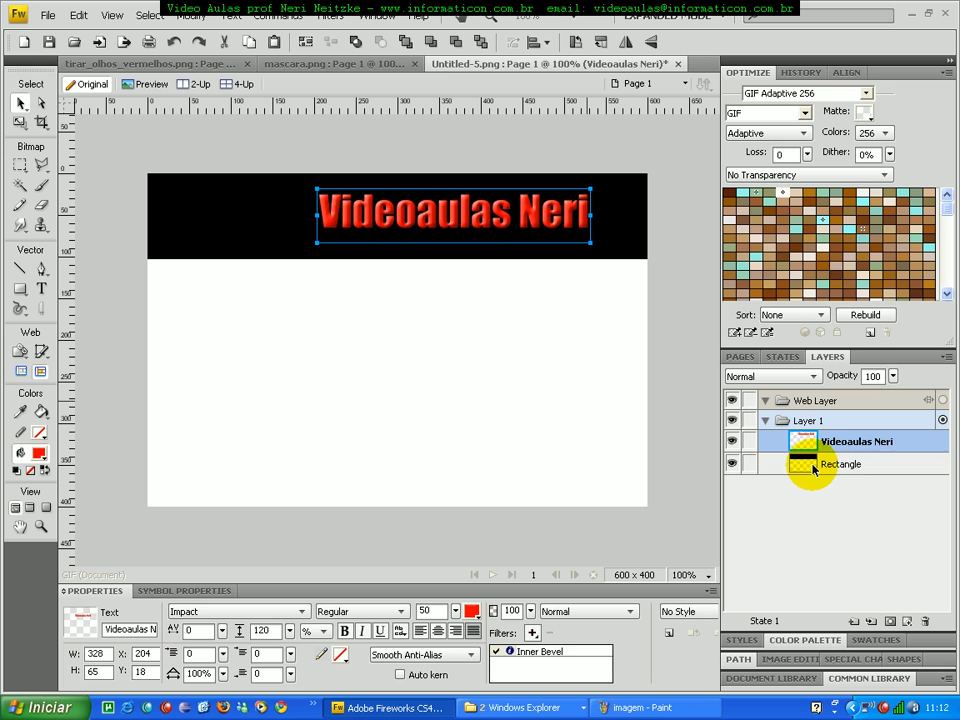 Video Aulas prof Neri Neitzke - www.informaticon.com.br email: videoaulas@informaticon.com.br
Fw File Edit View Select
100%
tirar_olhos_vermelhos.png: Page ... × mascara.png: Page 1 @ 100... × Untitled-5.png: Page 1 @ 100% (Videoaulas Neri)* ×
Original Preview 2-Up 4-Up Page 1
Select
Bitmap
Vector
Web
Colors
View
Videoaulas Neri
GIF (Document) 1 600 x 400 100%
OPTIMIZE HISTORY ALIGN
GIF Adaptive 256
GIF Matte:
Adaptive Colors: 256
Loss: 0 Dither: 0%
No Transparency
Sort: None Rebuild
PAGES STATES LAYERS
Normal Opacity 100
Web Layer
Layer 1
Videoaulas Neri
Rectangle
State 1
STYLES COLOR PALETTE SWATCHES
PATH IMAGE EDITI SPECIAL CHA SHAPES
DOCUMENT LIBRARY COMMON LIBRARY
PROPERTIES SYMBOL PROPERTIES
Text Impact Regular 50 100 Normal No Style
Videoaulas N 0 120 % B I U Filters:
W: 328 X: 204 0 0 Smooth Anti-Alias Inner Bevel
H: 65 Y: 18 100% 0 Auto kern
Iniciar Adobe Fireworks CS4... 2 Windows Explorer imagem - Paint 11:12